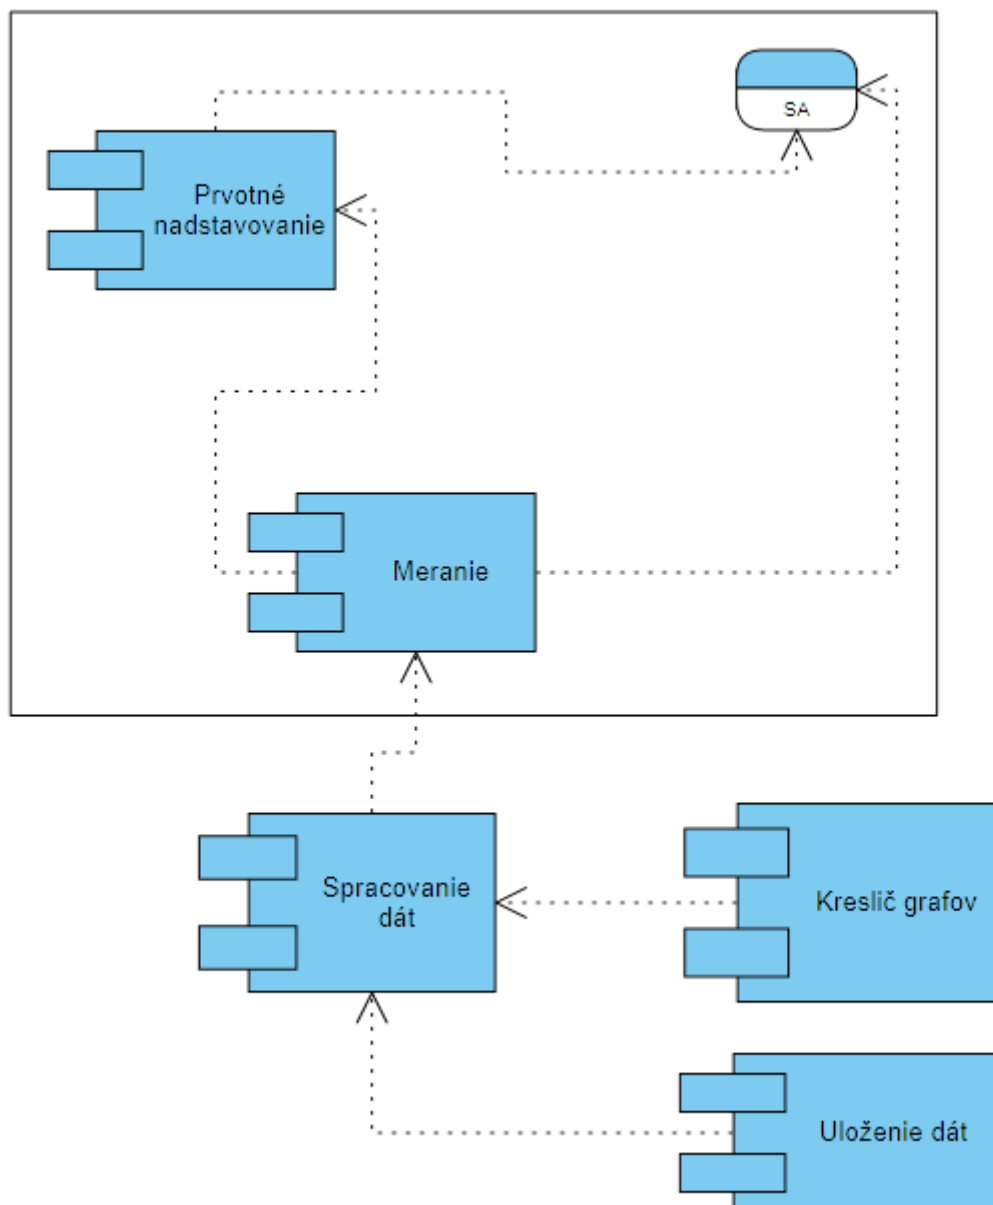 SA
Prvotné
nadstavovanie
Meranie
Spracovanie
dát
Kreslič grafov
Uloženie dát